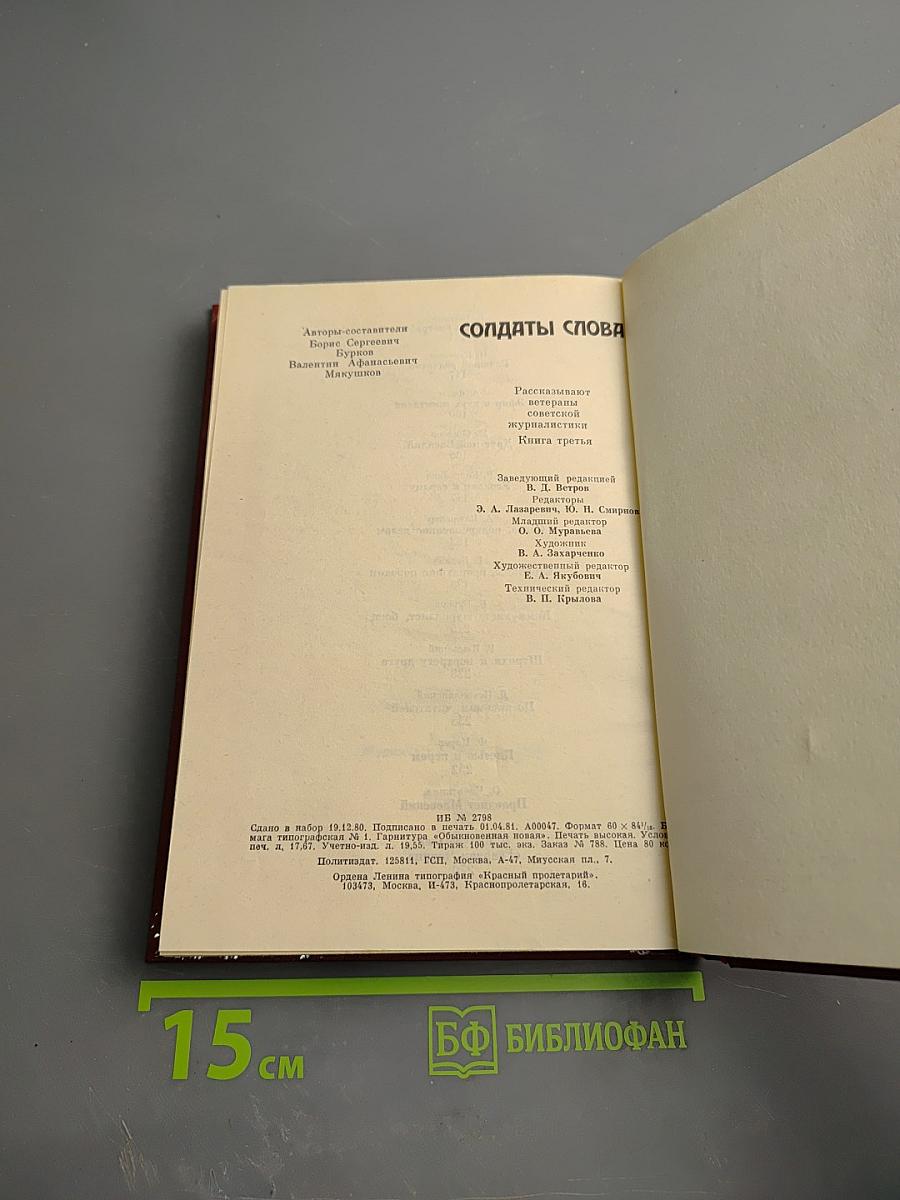 Авторы-составители
Борис Сергеевич
Бурков
Валентин Афанасьевич
Мякушков
СОЛДАТЫ СЛОВА
Рассказывают
ветераны
советской
журналистики
Книга третья
Заведующий редакцией
В. Д. Ветров
Редакторы
Э. А. Лазаревич, Ю. Н. Смирнов
Младший редактор
О. О. Муравьева
Художник
В. А. Захарченко
Художественный редактор
Е. А. Якубович
Технический редактор
В. П. Крылова
ИБ № 2798
Сдано в набор 19.12.80. Подписано в печать 01.04.81. А00047. Формат 60 × 84¹/₁₆.
мага типографская № 1. Гарнитура «Обыкновенная новая». Печать высокая. Услов
печ. л. 17,67. Учетно-изд. л. 19,55. Тираж 100 тыс. экз. Заказ № 788. Цена 80 ко
Политиздат. 125811, ГСП, Москва, А-47, Миусская пл., 7.
Ордена Ленина типография «Красный пролетарий».
103473, Москва, И-473, Краснопролетарская, 16.
15 см
БФ БИБЛИОФАН